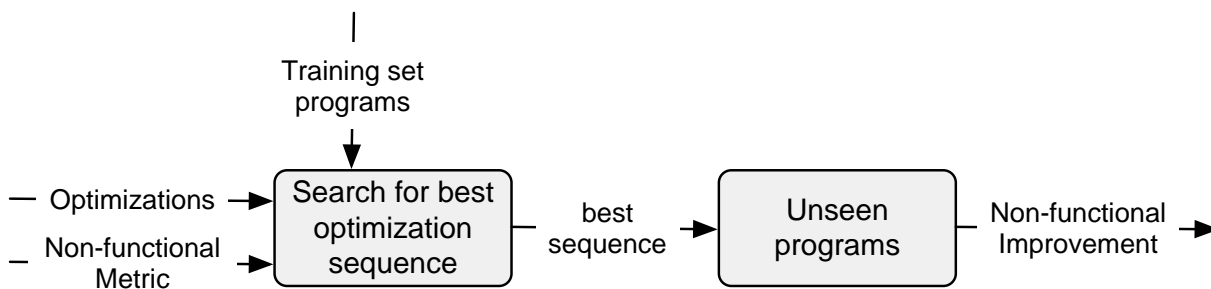 Training set
programs
Optimizations
Non-functional
Metric
Search for best
optimization
sequence
best
sequence
Unseen
programs
Non-functional
Improvement